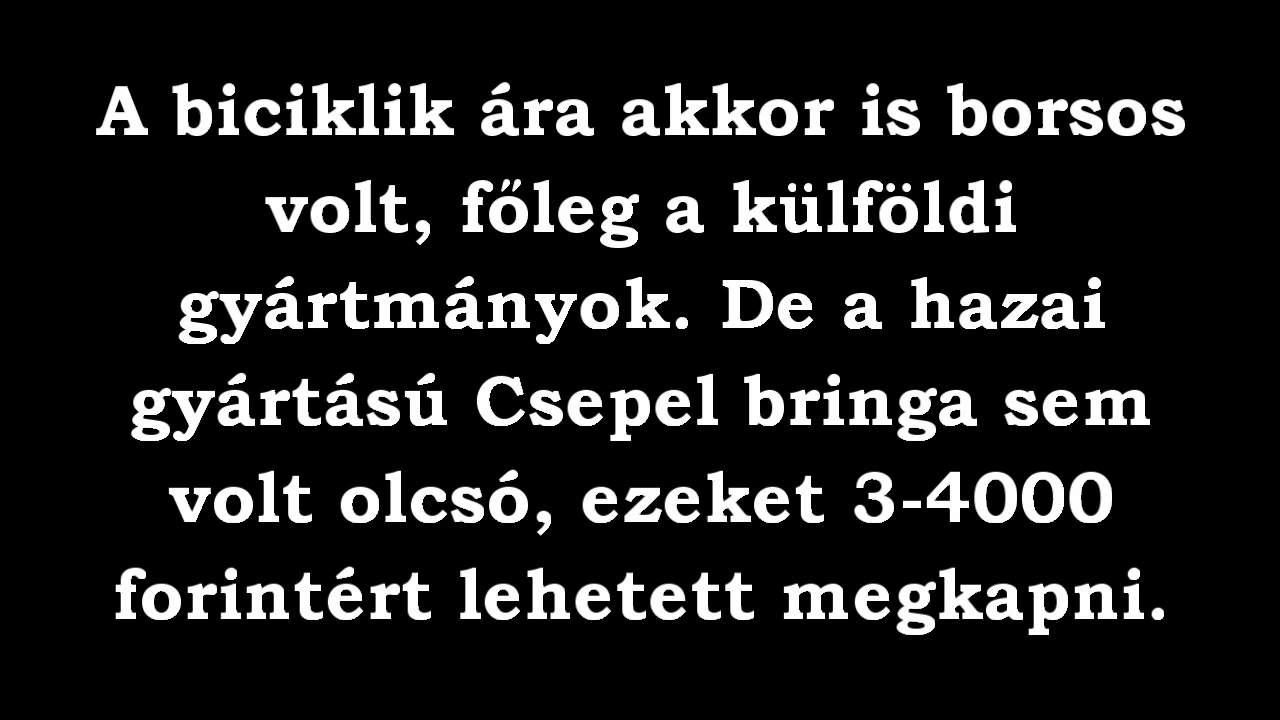 A biciklik ára akkor is borsos
volt, főleg a külföldi
gyártmányok. De a hazai
gyártású Csepel bringa sem
volt olcsó, ezeket 3-4000
forintért lehetett megkapni.